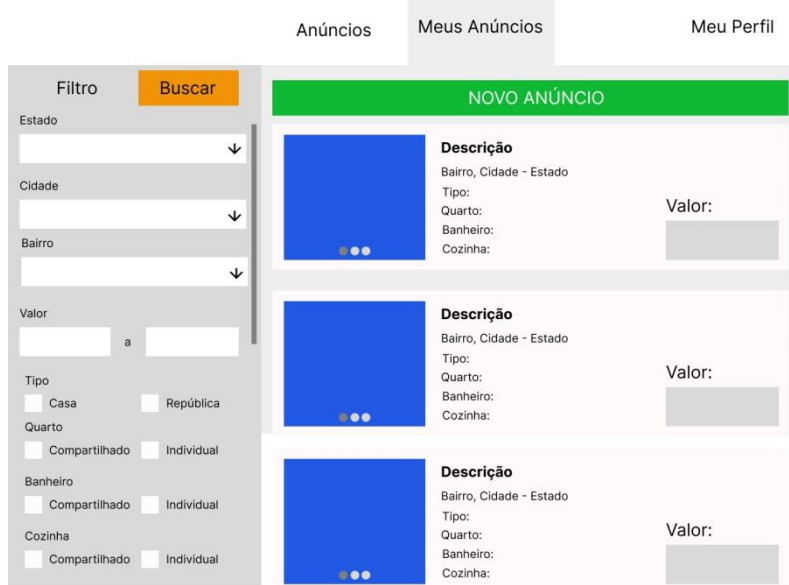 Anúncios
Meus Anúncios
Meu Perfil
Filtro
Buscar
Estado
Cidade
Bairro
Valor
a
Tipo
Casa
República
Quarto
Compartilhado
Individual
Banheiro
Compartilhado
Individual
Cozinha
Compartilhado
Individual
NOVO ANÚNCIO
Descrição
Bairro, Cidade - Estado
Tipo:
Quarto:
Banheiro:
Cozinha:
Valor:
Descrição
Bairro, Cidade - Estado
Tipo:
Quarto:
Banheiro:
Cozinha:
Valor:
Descrição
Bairro, Cidade - Estado
Tipo:
Quarto:
Banheiro:
Cozinha:
Valor: